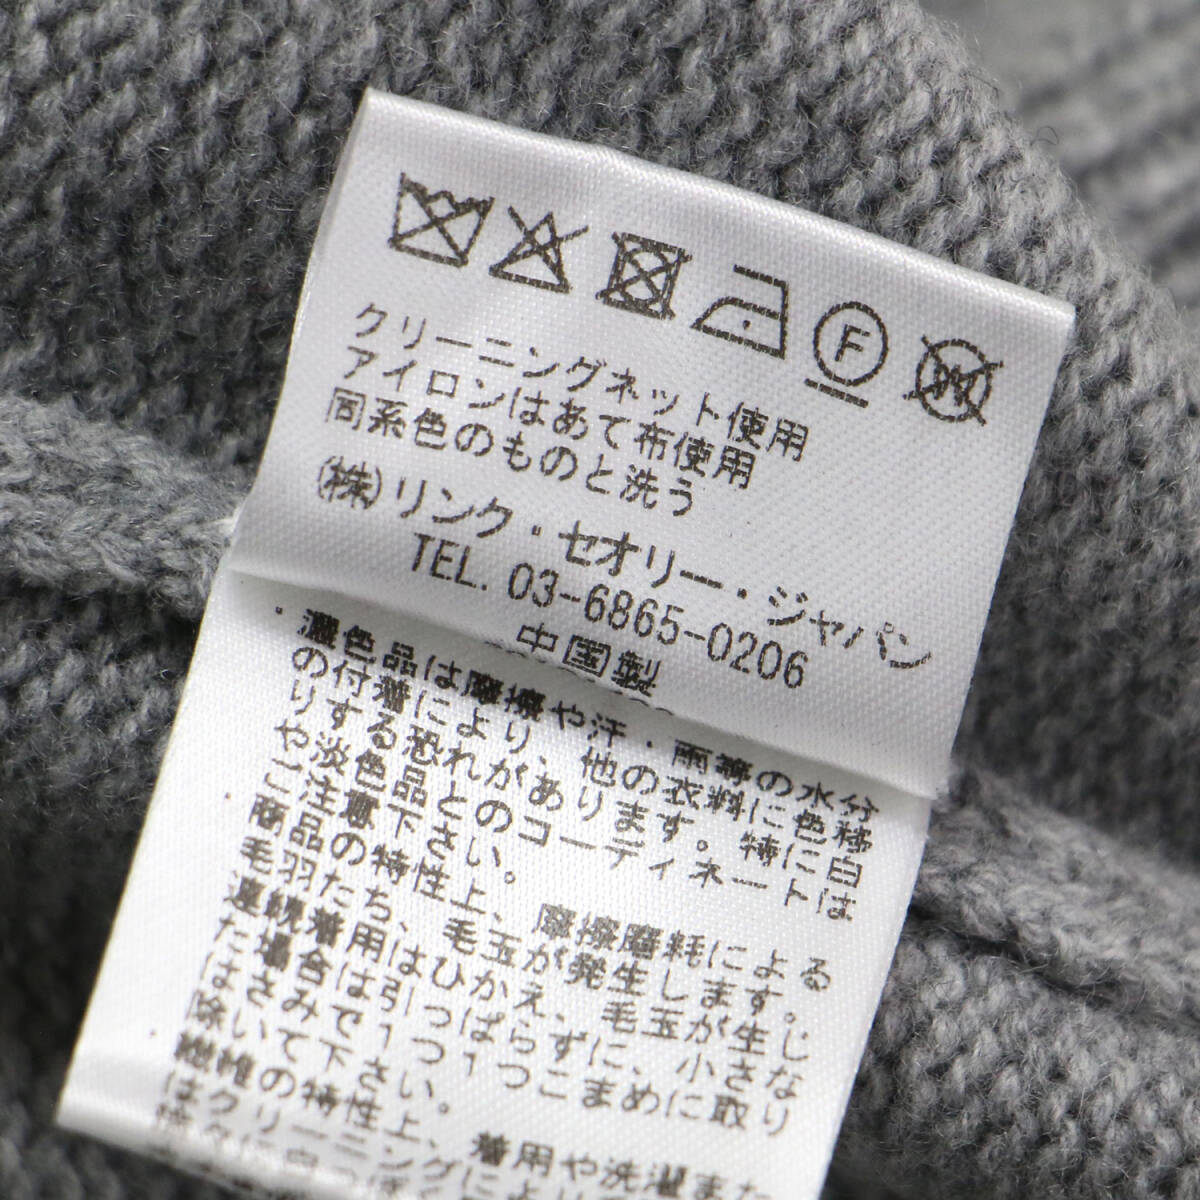 F
W
クリーニングネット使用
アイロンはあて布使用
同系色のものと洗う
(株)リンク・セオリー・ジャパン
TEL. 03-6865-0206
中国製
・濃色品は摩擦や汗・雨等の水分
の付着により、他の衣料に色移
りする恐れがあります。特に白
や淡色品とのコーディネートは
ご注意下さい。
商品の特性上、摩擦磨耗による
毛羽たち、毛玉が発生します。
連続着用はひかえ、毛玉が生じ
た場合は引っぱらずに、小さな
はさみで1つ1つこまめに取り
除いて下さい。
繊維の特性上、着用や洗濯また
はクリーニングにより